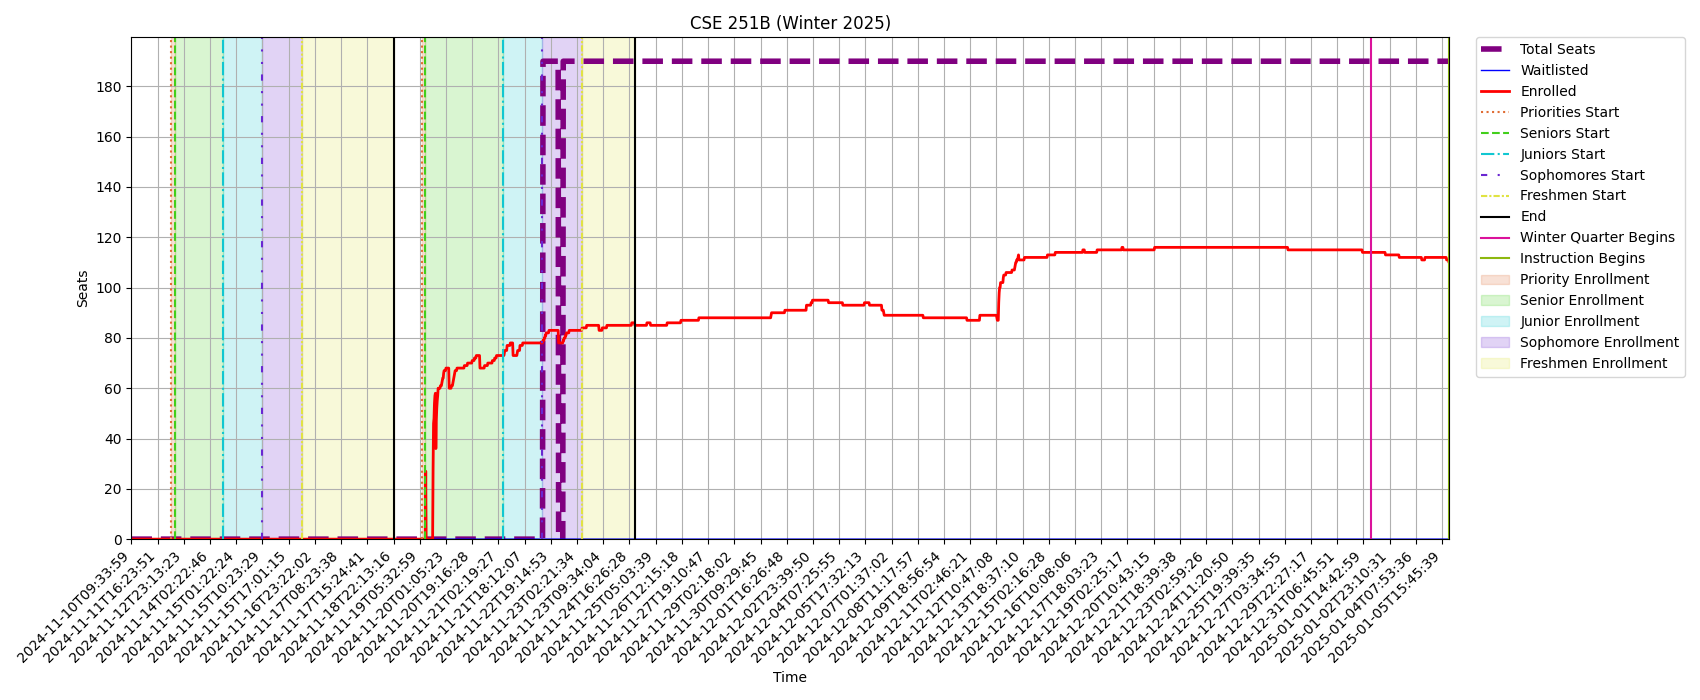 CSE 251B (Winter 2025)
Seats
180
160
140
120
100
80
60
40
20
0
2024-11-10T09:33:59
2024-11-11T16:23:51
2024-11-12T23:13:23
2024-11-14T02:22:46
2024-11-15T01:22:24
2024-11-15T10:23:29
2024-11-15T17:01:15
2024-11-16T23:22:02
2024-11-17T08:23:38
2024-11-17T15:24:41
2024-11-18T22:13:16
2024-11-19T05:32:59
2024-11-20T01:05:23
2024-11-20T19:16:28
2024-11-21T02:19:27
2024-11-21T18:12:07
2024-11-22T19:14:53
2024-11-23T02:21:34
2024-11-23T09:34:04
2024-11-24T16:26:28
2024-11-25T05:03:39
2024-11-26T12:15:18
2024-11-27T19:10:47
2024-11-29T02:18:02
2024-11-30T09:29:45
2024-12-01T16:26:48
2024-12-02T23:39:50
2024-12-04T07:25:55
2024-12-05T17:32:13
2024-12-07T01:37:02
2024-12-08T11:17:57
2024-12-09T18:56:54
2024-12-11T02:46:21
2024-12-12T10:47:08
2024-12-13T18:37:10
2024-12-15T02:16:28
2024-12-16T10:08:06
2024-12-17T18:03:23
2024-12-19T02:25:17
2024-12-20T10:43:15
2024-12-21T18:39:38
2024-12-23T02:59:26
2024-12-24T11:20:50
2024-12-25T19:39:35
2024-12-27T03:34:55
2024-12-29T22:27:17
2024-12-31T06:45:51
2025-01-01T14:42:59
2025-01-02T23:10:31
2025-01-04T07:53:36
2025-01-05T15:45:39
Time
Total Seats
Waitlisted
Enrolled
Priorities Start
Seniors Start
Juniors Start
Sophomores Start
Freshmen Start
End
Winter Quarter Begins
Instruction Begins
Priority Enrollment
Senior Enrollment
Junior Enrollment
Sophomore Enrollment
Freshmen Enrollment